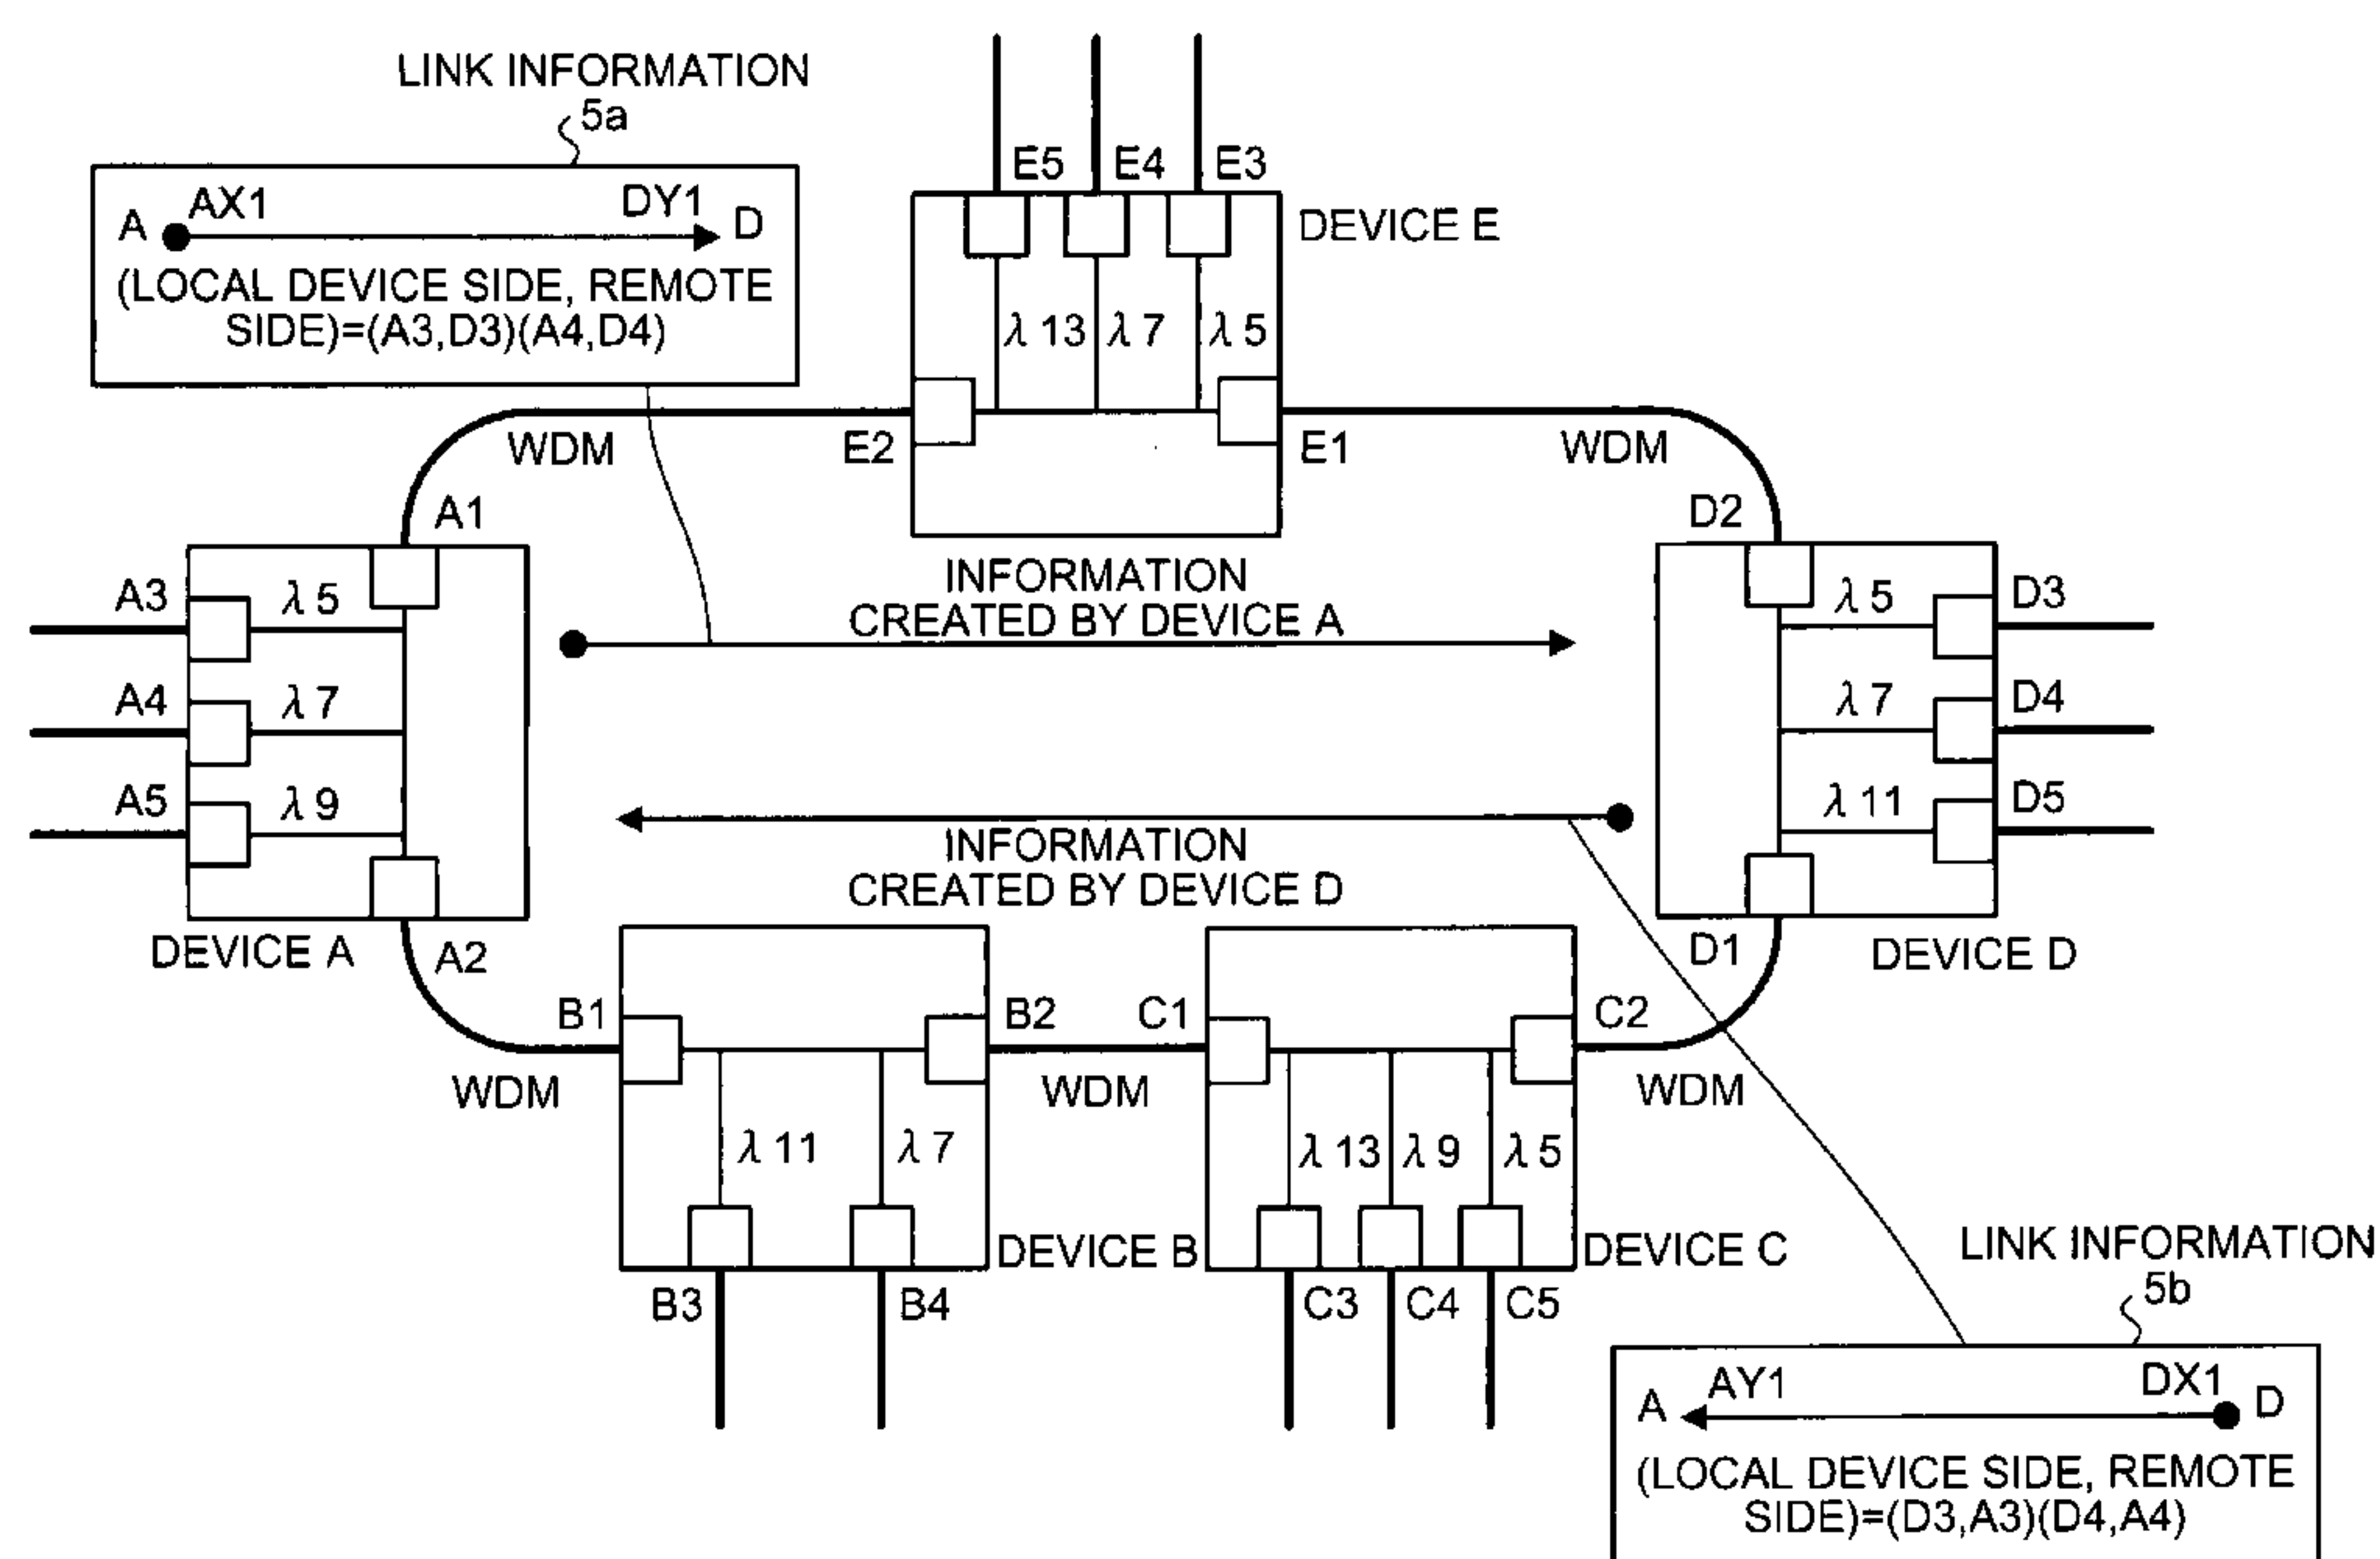 LINK INFORMATION
5a
A AX1 DY1 D
(LOCAL DEVICE SIDE, REMOTE
SIDE)=(A3,D3)(A4,D4)
E5 E4 E3
DEVICE E
λ 13 λ 7 λ 5
WDM
E2
E1
WDM
A1
D2
INFORMATION
CREATED BY DEVICE A
A3 λ 5
λ 5 D3
A4 λ 7
λ 7 D4
A5 λ 9
λ 11 D5
INFORMATION
CREATED BY DEVICE D
DEVICE A
A2
D1
DEVICE D
B1
B2
C1
C2
WDM
WDM
WDM
λ 11 λ 7
λ 13 λ 9 λ 5
DEVICE B
DEVICE C
B3 B4
C3 C4 C5
LINK INFORMATION
5b
A AY1 DX1 D
(LOCAL DEVICE SIDE, REMOTE
SIDE)=(D3,A3)(D4,A4)